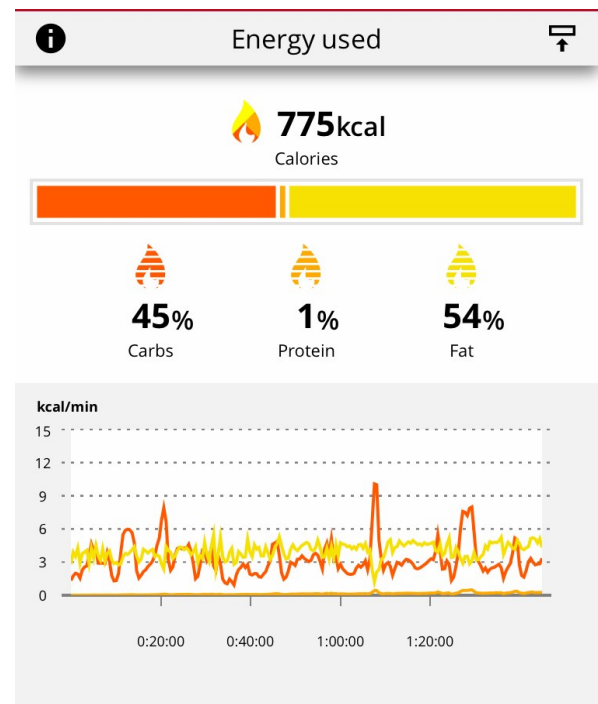 Energy used
775kcal
Calories
45% 1% 54%
Carbs Protein Fat
kcal/min
15
12
9
6
3
0
0:20:00 0:40:00 1:00:00 1:20:00